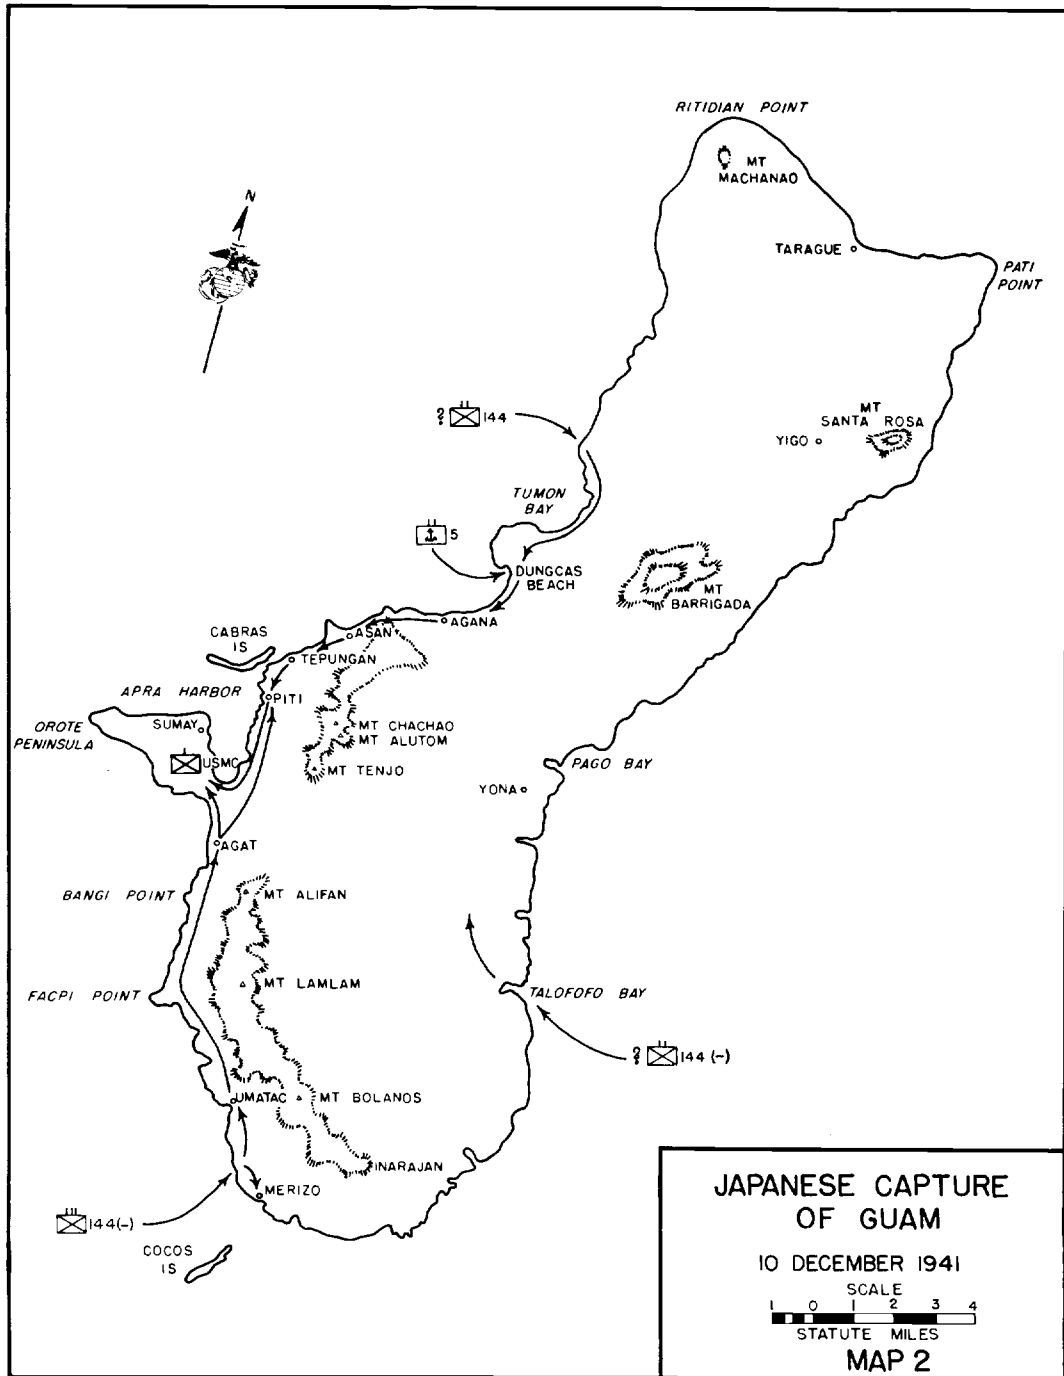 RITIDIAN POINT
MT
MACHANAO
N
TARAGUE
PATI
POINT
? 144
MT
SANTA ROSA
YIGO
TUMON
BAY
5
DUNGCAS
BEACH
MT
BARRIGADA
AGANA
CABRAS
IS
ASAN
TEPUNGAN
APRA HARBOR
PITI
OROTE
PENINSULA
SUMAY
MT CHACHAO
MT ALUTOM
USMC
MT TENJO
PAGO BAY
YONA
AGAT
BANGI POINT
MT ALIFAN
FACPI POINT
MT LAMLAM
TALOFOFO BAY
? 144 (-)
UMATAC
MT BOLANOS
INARAJAN
MERIZO
144(-)
COCOS
IS
JAPANESE CAPTURE
OF GUAM
10 DECEMBER 1941
SCALE
1 0 1 2 3 4
STATUTE MILES
MAP 2